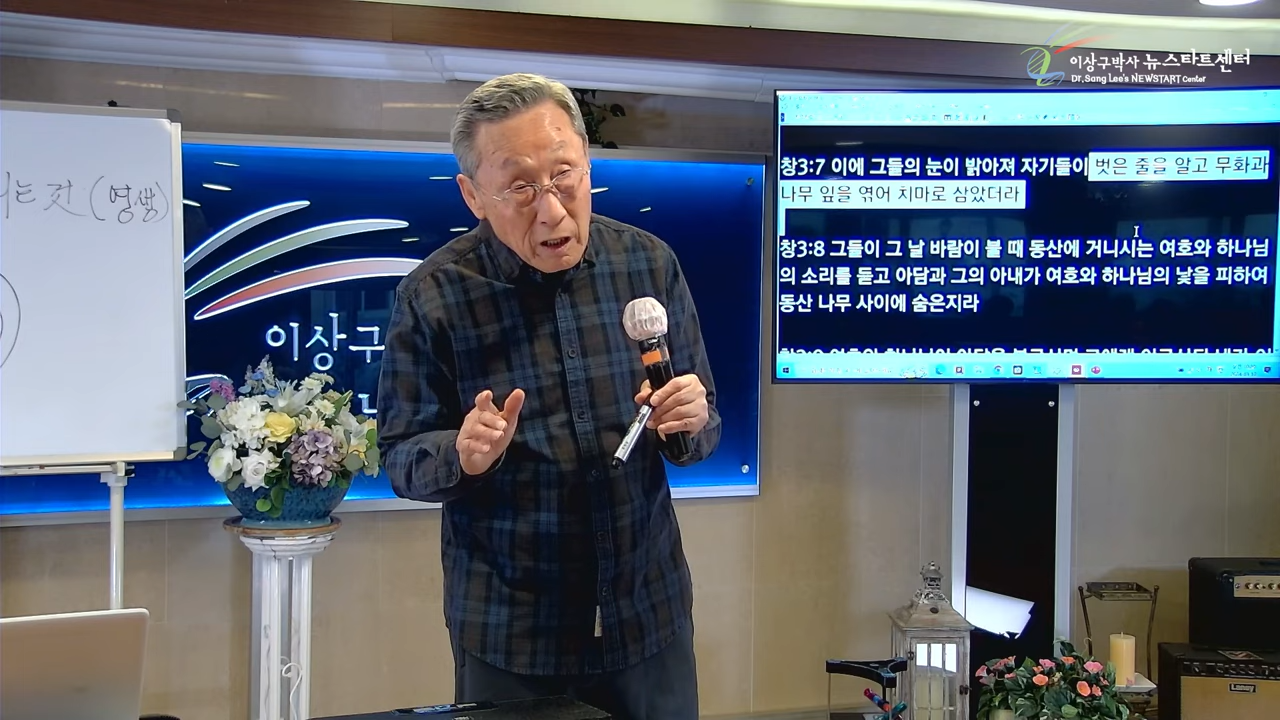 이상구박사 뉴스타트센터
Dr. Sang Lee's NEWSTART Center
창3:7 이에 그들의 눈이 밝아져 자기들이 벗은 줄을 알고 무화과
나무 잎을 엮어 치마로 삼았더라
창3:8 그들이 그 날 바람이 불 때 동산에 거니시는 여호와 하나님
의 소리를 듣고 아담과 그의 아내가 여호와 하나님의 낯을 피하여
동산 나무 사이에 숨은지라
는 것 (영생)
이상구
Laney